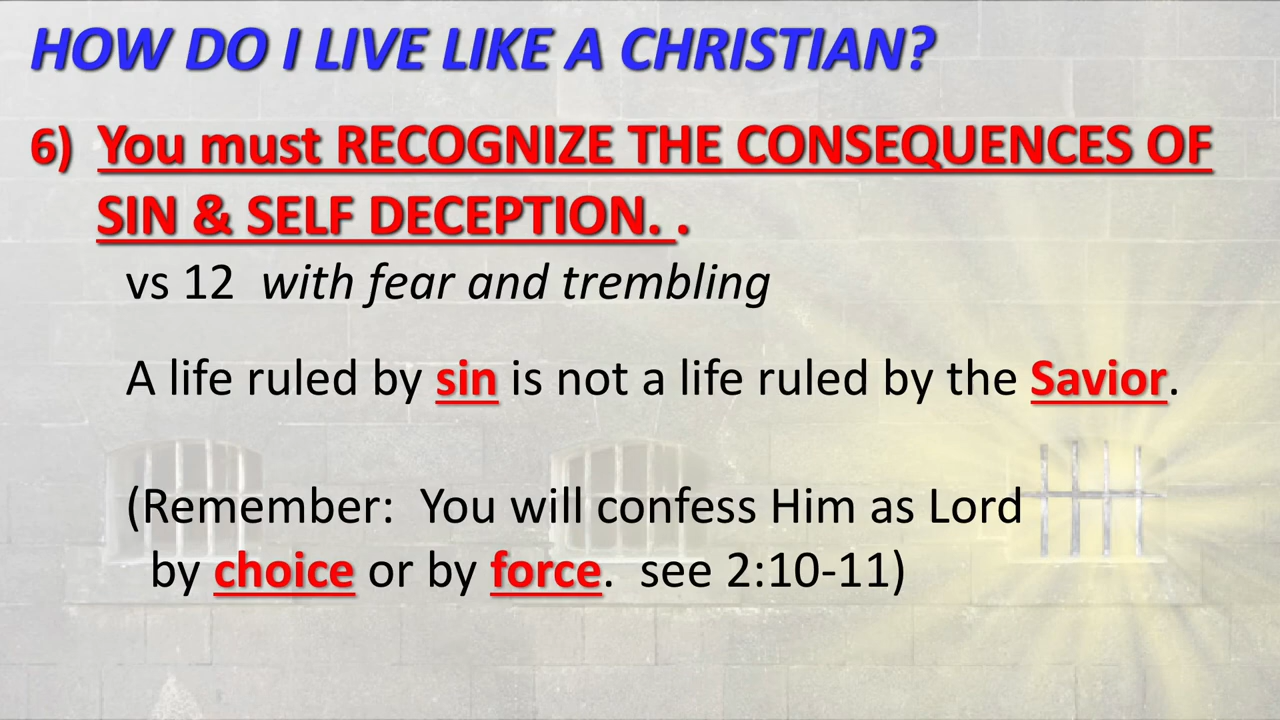 HOW DO I LIVE LIKE A CHRISTIAN?
6) You must RECOGNIZE THE CONSEQUENCES OF
SIN & SELF DECEPTION. .
vs 12 with fear and trembling
A life ruled by sin is not a life ruled by the Savior.
(Remember: You will confess Him as Lord
by choice or by force. see 2:10-11)